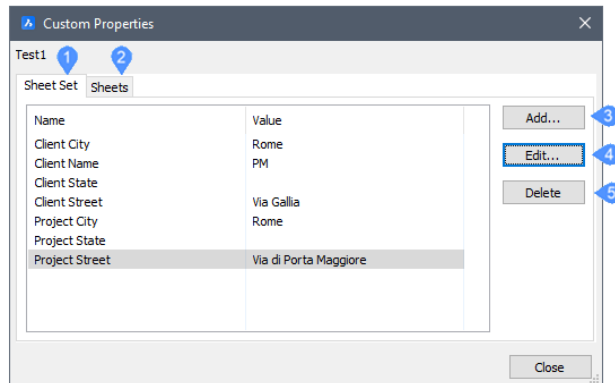 Custom Properties
Test1 1 2
Sheet Set Sheets
Name Value Add... 3
Client City Rome
Client Name PM Edit... 4
Client State
Client Street Via Gallia Delete 5
Project City Rome
Project State
Project Street Via di Porta Maggiore
Close